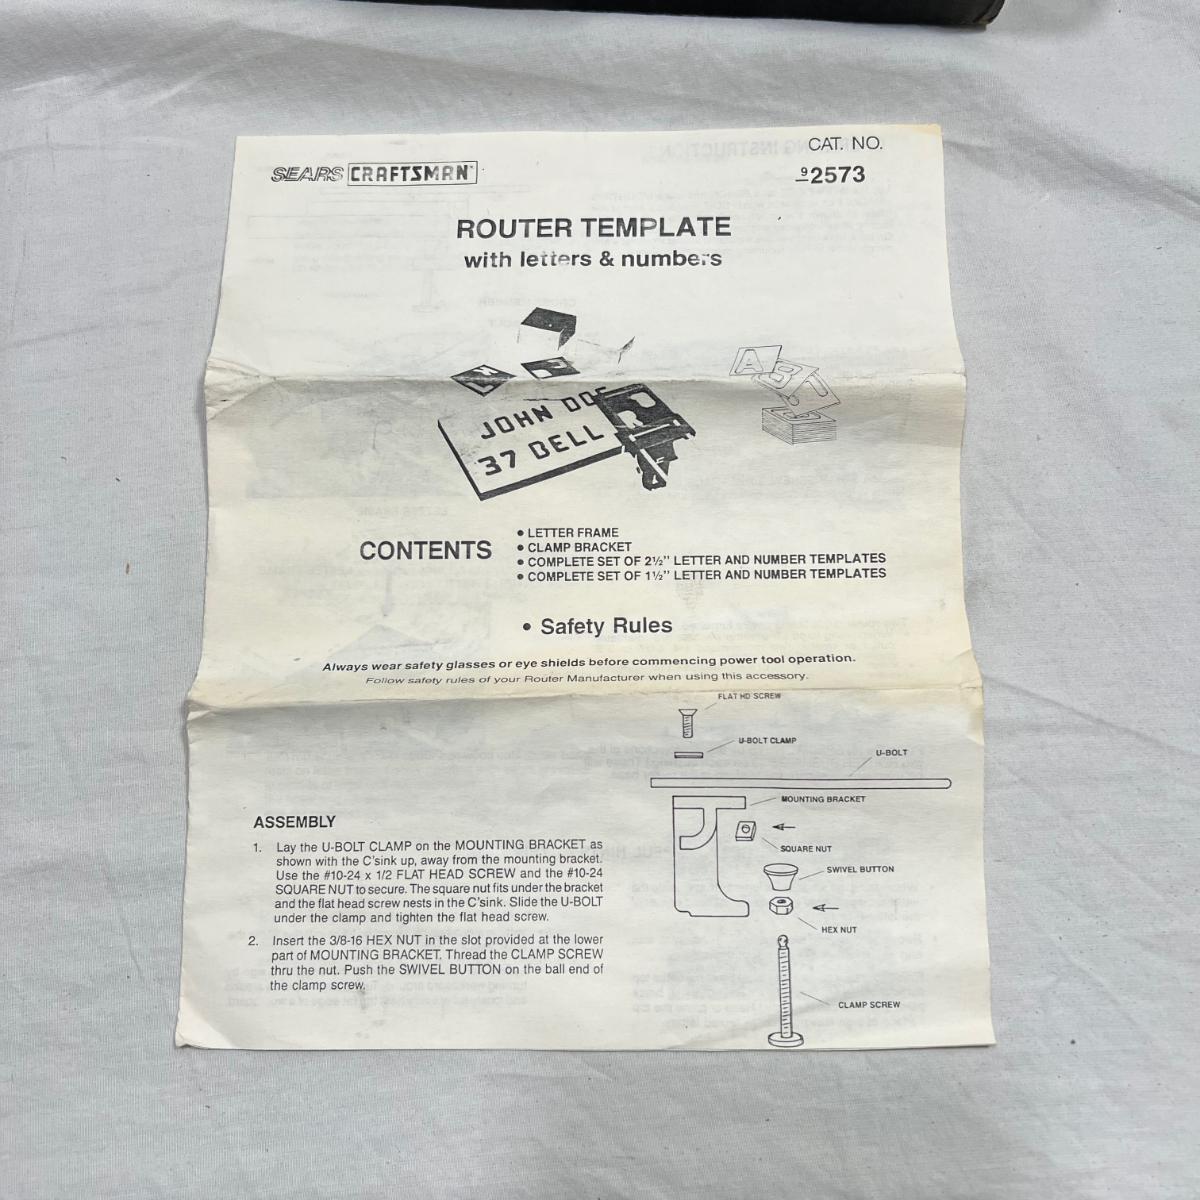 SEARS CRAFTSMAN
CAT. NO.
9 2573
ROUTER TEMPLATE
with letters & numbers
A B
JOHN DOE
37 BELL
R
CONTENTS
• LETTER FRAME
• CLAMP BRACKET
• COMPLETE SET OF 2½" LETTER AND NUMBER TEMPLATES
• COMPLETE SET OF 1½" LETTER AND NUMBER TEMPLATES
• Safety Rules
Always wear safety glasses or eye shields before commencing power tool operation.
Follow safety rules of your Router Manufacturer when using this accessory.
FLAT HD SCREW
U-BOLT CLAMP
U-BOLT
MOUNTING BRACKET
SQUARE NUT
SWIVEL BUTTON
HEX NUT
CLAMP SCREW
ASSEMBLY
1. Lay the U-BOLT CLAMP on the MOUNTING BRACKET as
shown with the C'sink up, away from the mounting bracket.
Use the #10-24 x 1/2 FLAT HEAD SCREW and the #10-24
SQUARE NUT to secure. The square nut fits under the bracket
and the flat head screw nests in the C'sink. Slide the U-BOLT
under the clamp and tighten the flat head screw.
2. Insert the 3/8-16 HEX NUT in the slot provided at the lower
part of MOUNTING BRACKET. Thread the CLAMP SCREW
thru the nut. Push the SWIVEL BUTTON on the ball end of
the clamp screw.